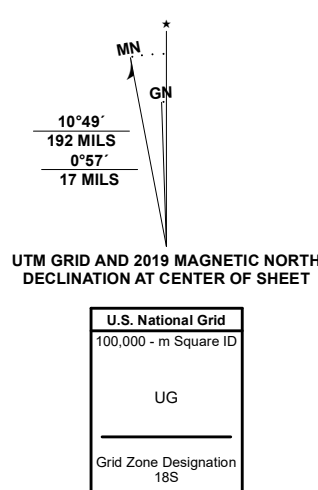 ★
MN
GN
10°49´
192 MILS
0°57´
17 MILS
UTM GRID AND 2019 MAGNETIC NORTH
DECLINATION AT CENTER OF SHEET
U.S. National Grid
100,000 - m Square ID
UG
Grid Zone Designation
18S